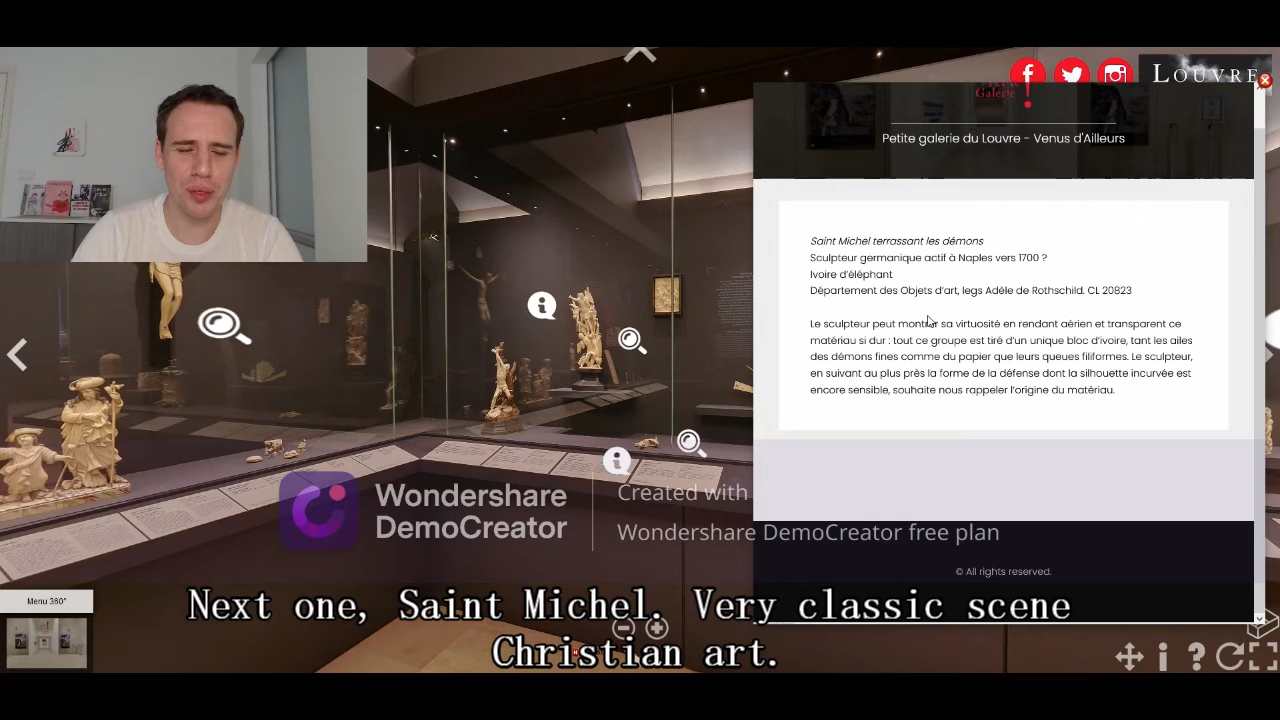 LOUVRE
Galerie
Petite galerie du Louvre - Venus d'Ailleurs
Saint Michel terrassant les démons
Sculpteur germanique actif à Naples vers 1700 ?
Ivoire d'éléphant
Département des Objets d'art, legs Adèle de Rothschild. CL 20823
Le sculpteur peut montrer sa virtuosité en rendant aérien et transparent ce
matériau si dur : tout ce groupe est tiré d'un unique bloc d'ivoire, tant les ailes
des démons fines comme du papier que leurs queues filiformes. Le sculpteur,
en suivant au plus près la forme de la défense dont la silhouette incurvée est
encore sensible, souhaite nous rappeler l'origine du matériau.
Wondershare
DemoCreator
Created with
Wondershare DemoCreator free plan
© All rights reserved.
Menu 360°
Next one, Saint Michel. Very classic scene
Christian art.